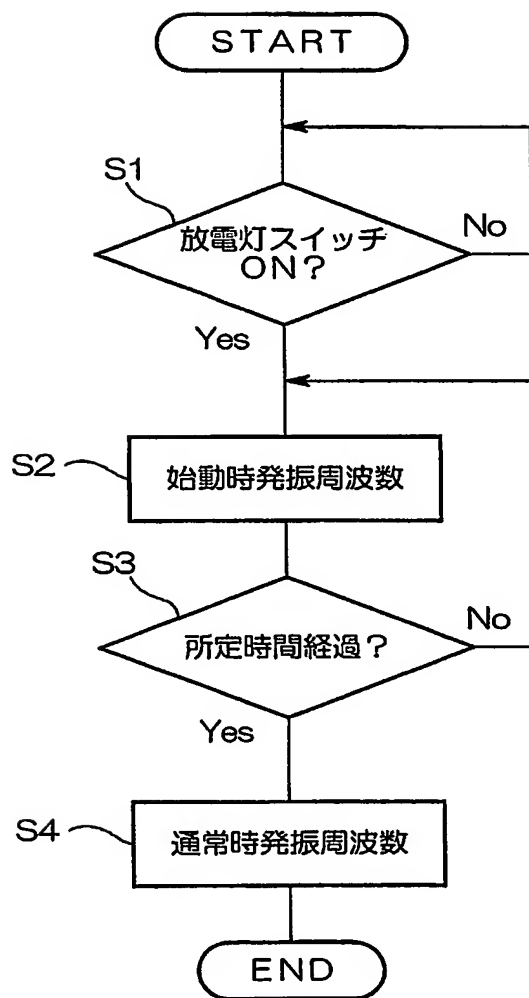 START
S1
放電灯スイッチ
ON?
No
Yes
S2
始動時発振周波数
S3
所定時間経過?
No
Yes
S4
通常時発振周波数
END